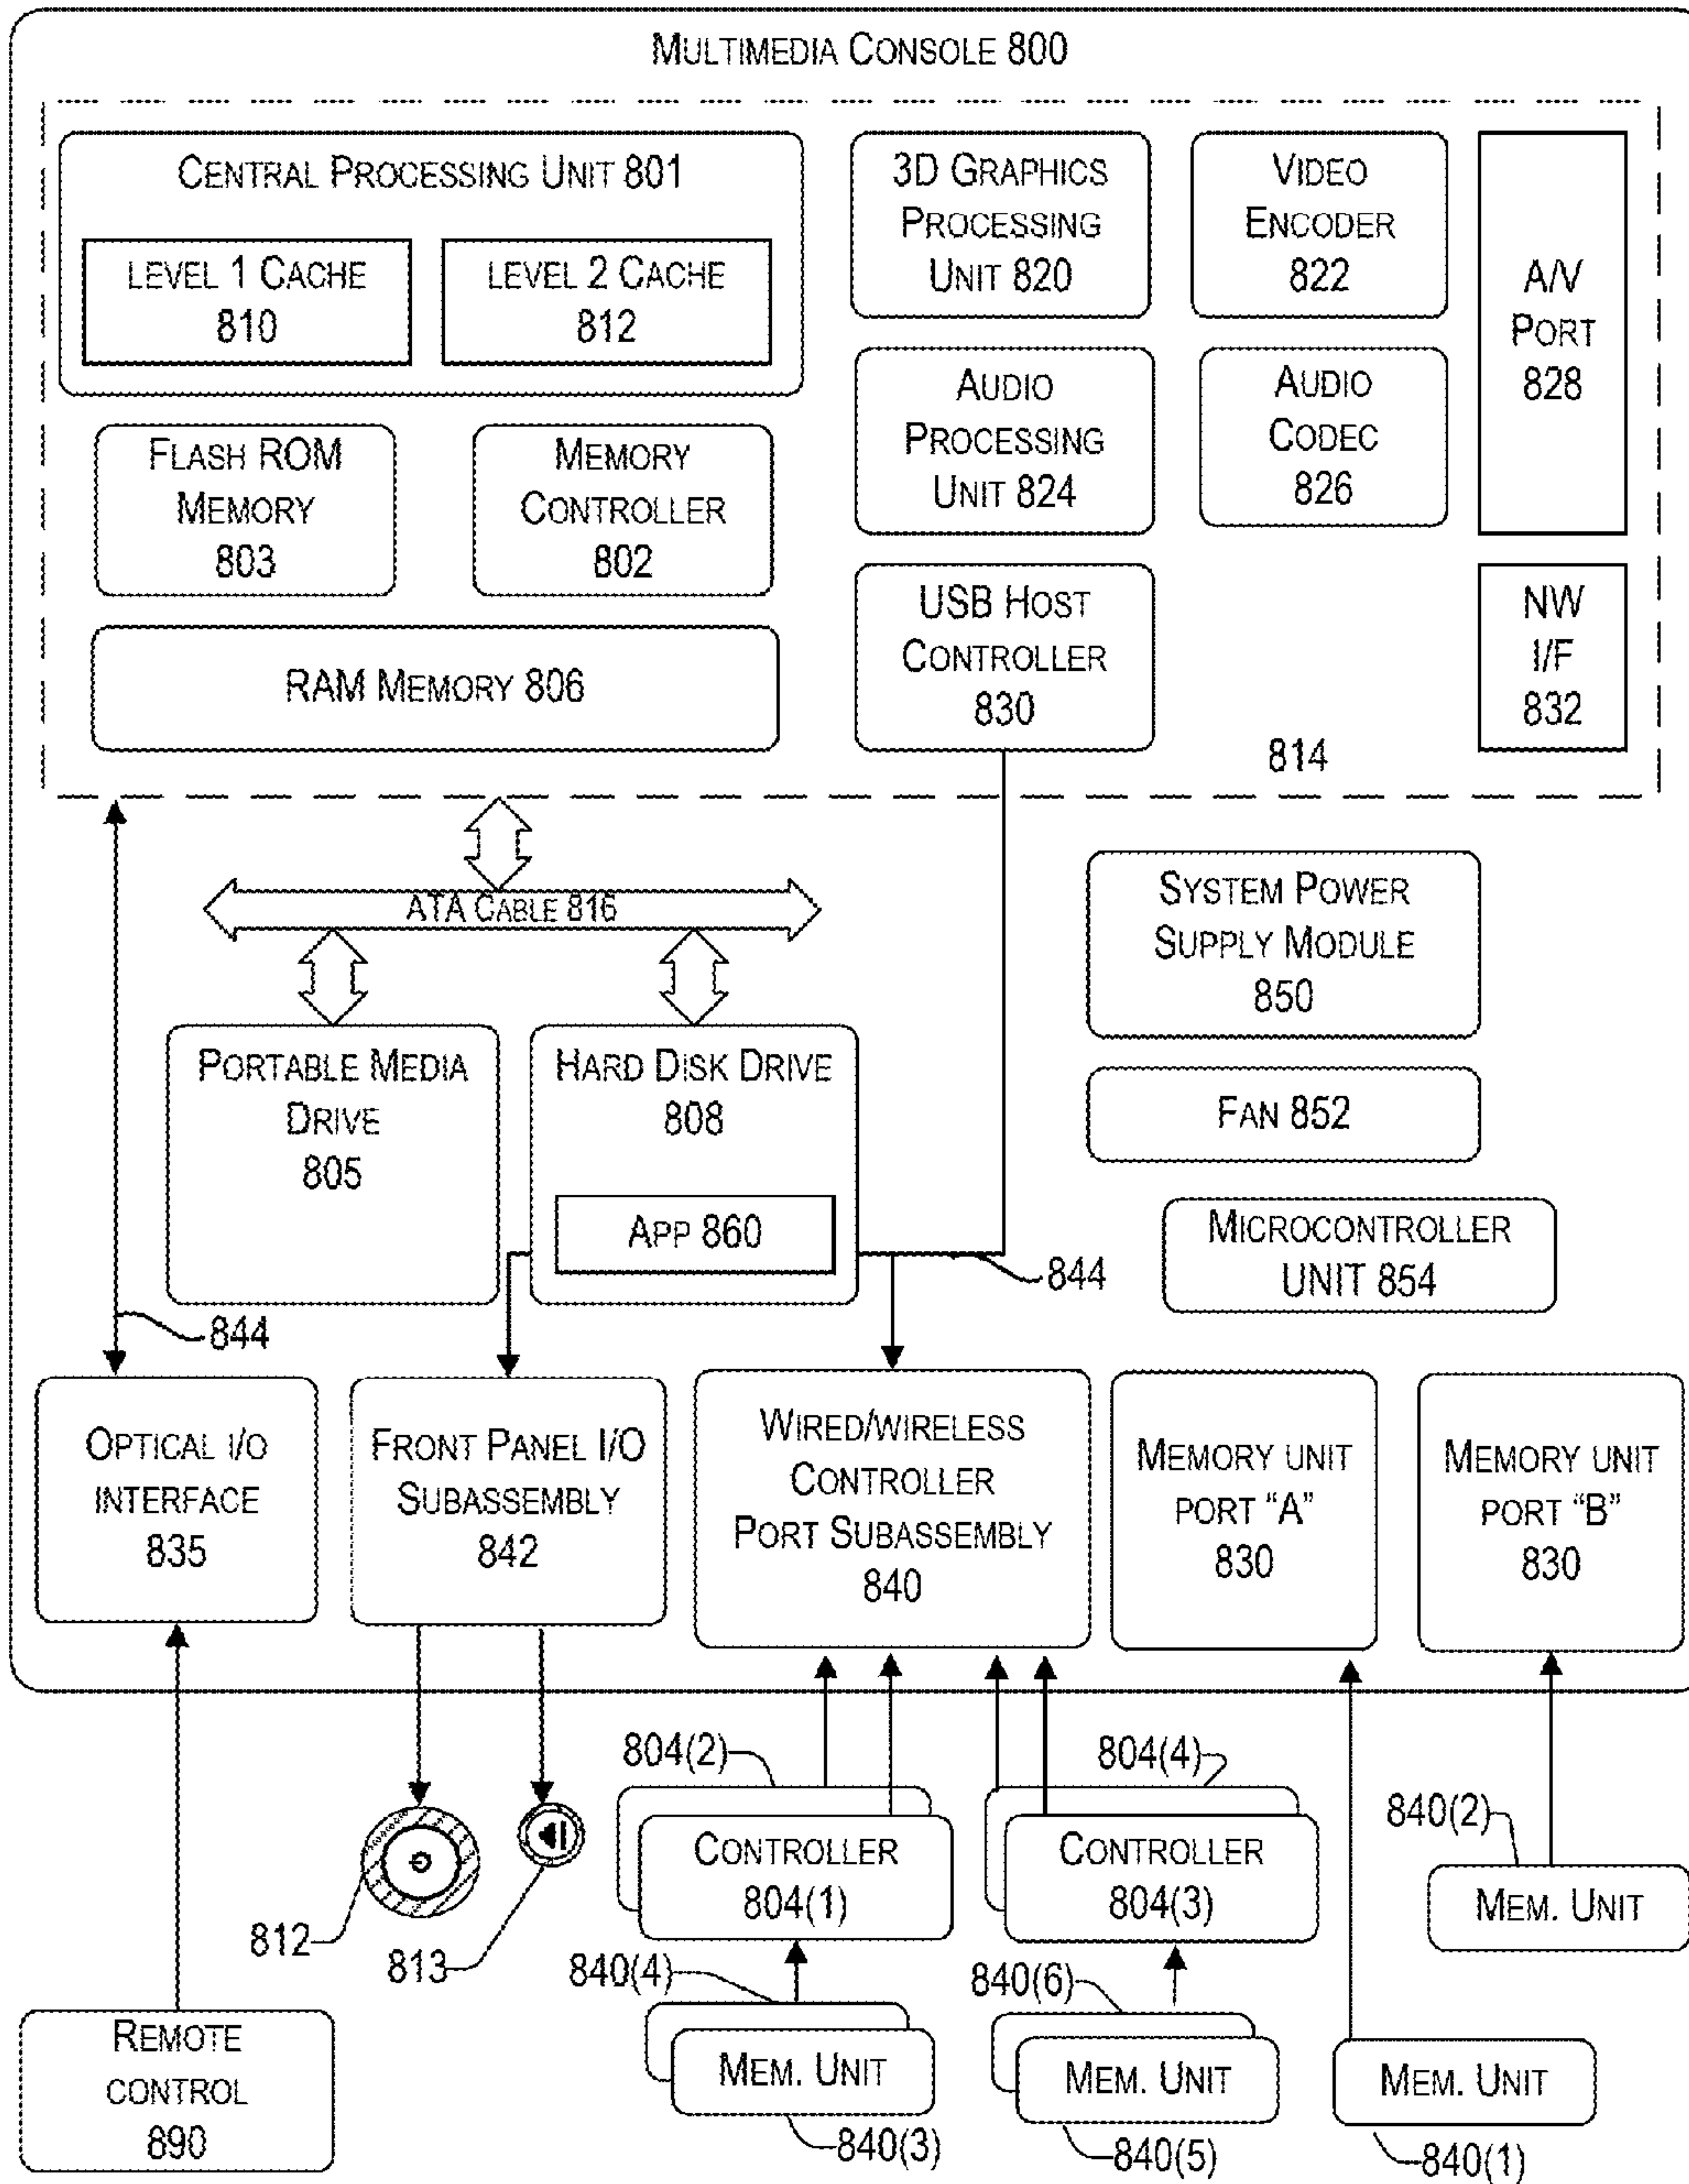 MULTIMEDIA CONSOLE 800
CENTRAL PROCESSING UNIT 801
LEVEL 1 CACHE
810
LEVEL 2 CACHE
812
3D GRAPHICS
PROCESSING
UNIT 820
VIDEO
ENCODER
822
A/V
PORT
828
FLASH ROM
MEMORY
803
MEMORY
CONTROLLER
802
AUDIO
PROCESSING
UNIT 824
AUDIO
CODEC
826
RAM MEMORY 806
USB HOST
CONTROLLER
830
NW
I/F
832
814
ATA CABLE 816
SYSTEM POWER
SUPPLY MODULE
850
PORTABLE MEDIA
DRIVE
805
HARD DISK DRIVE
808
APP 860
FAN 852
MICROCONTROLLER
UNIT 854
844
844
OPTICAL I/O
INTERFACE
835
FRONT PANEL I/O
SUBASSEMBLY
842
WIRED/WIRELESS
CONTROLLER
PORT SUBASSEMBLY
840
MEMORY UNIT
PORT "A"
830
MEMORY UNIT
PORT "B"
830
804(2)
804(4)
840(2)
CONTROLLER
804(1)
CONTROLLER
804(3)
MEM. UNIT
812
813
840(4)
840(6)
REMOTE
CONTROL
890
MEM. UNIT
MEM. UNIT
MEM. UNIT
840(3)
840(5)
840(1)